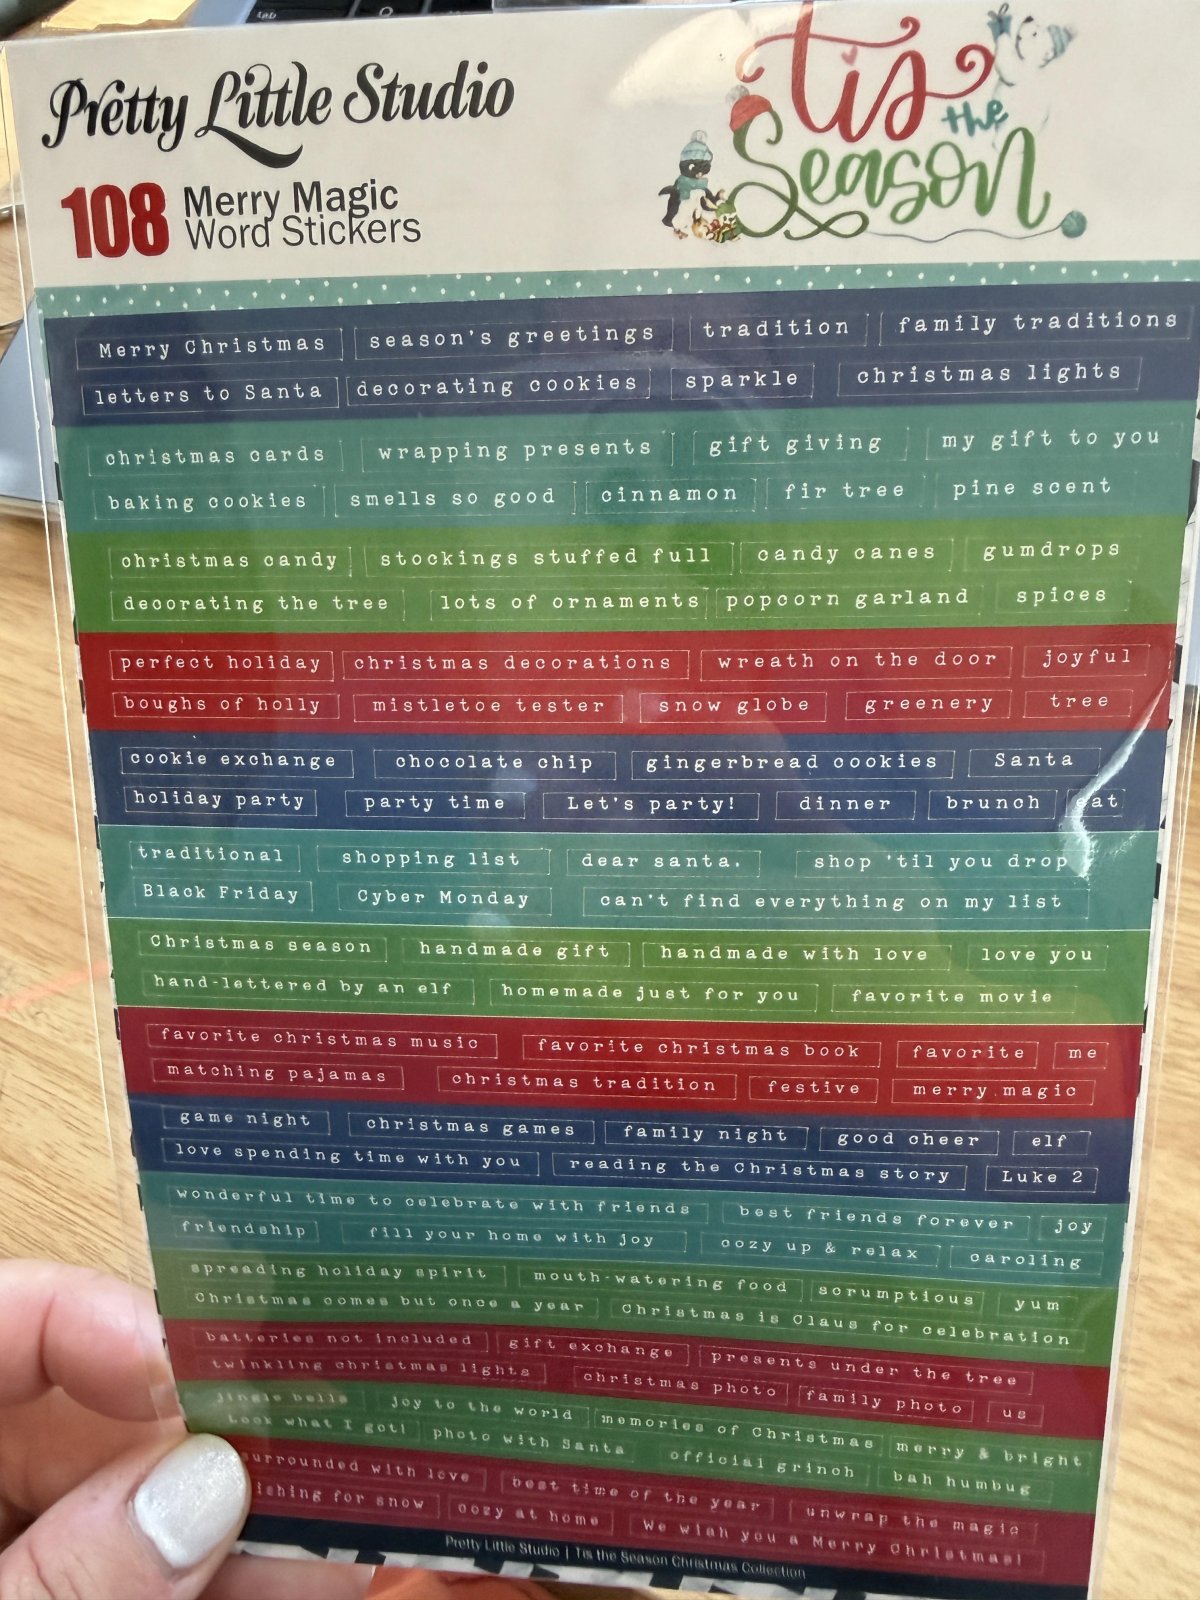 tab
Pretty Little Studio
tis
the
Season
108 Merry Magic
Word Stickers
Merry Christmas season's greetings tradition family traditions
letters to Santa decorating cookies sparkle christmas lights
christmas cards wrapping presents gift giving my gift to you
baking cookies smells so good cinnamon fir tree pine scent
christmas candy stockings stuffed full candy canes gumdrops
decorating the tree lots of ornaments popcorn garland spices
perfect holiday christmas decorations wreath on the door joyful
boughs of holly mistletoe tester snow globe greenery tree
cookie exchange chocolate chip gingerbread cookies Santa
holiday party party time Let's party! dinner brunch eat
traditional shopping list dear santa, shop 'til you drop
Black Friday Cyber Monday can't find everything on my list
Christmas season handmade gift handmade with love love you
hand-lettered by an elf homemade just for you favorite movie
favorite christmas music favorite christmas book favorite me
matching pajamas christmas tradition festive merry magic
game night christmas games family night good cheer elf
love spending time with you reading the Christmas story Luke 2
wonderful time to celebrate with friends best friends forever joy
friendship fill your home with joy cozy up & relax caroling
spreading holiday spirit mouth-watering food scrumptious yum
Christmas comes but once a year Christmas is Claus for celebration
batteries not included gift exchange presents under the tree
twinkling christmas lights christmas photo family photo us
jingle bells joy to the world memories of Christmas merry & bright
Look what I got! photo with Santa official grinch bah humbug
surrounded with love best time of the year unwrap the magic
ishing for snow cozy at home We wish you a Merry Christmas!
Pretty Little Studio | Tis the Season Christmas Collection